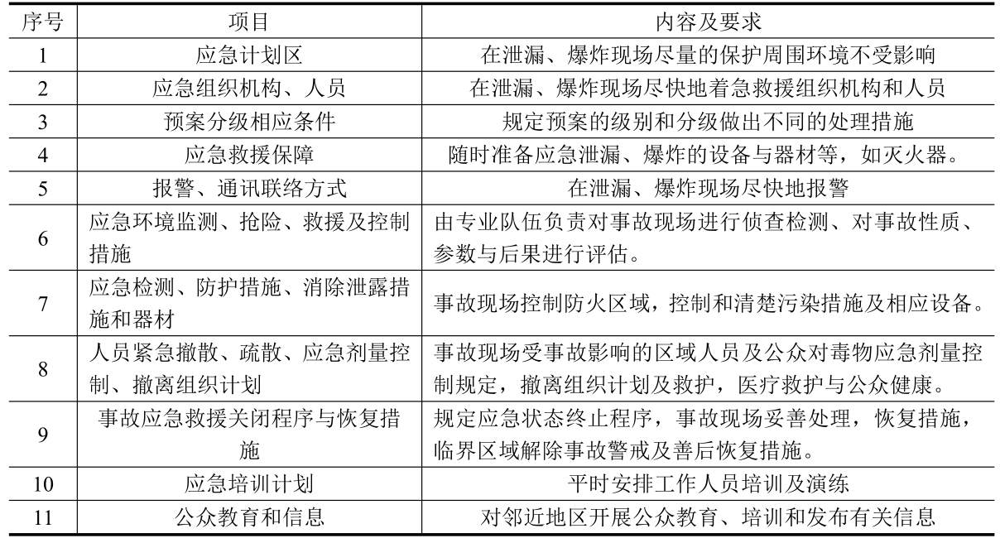 序号 项目 内容及要求
1 应急计划区 在泄漏、爆炸现场尽量的保护周围环境不受影响
2 应急组织机构、人员 在泄漏、爆炸现场尽快地着急救援组织机构和人员
3 预案分级相应条件 规定预案的级别和分级做出不同的处理措施
4 应急救援保障 随时准备应急泄漏、爆炸的设备与器材等，如灭火器。
5 报警、通讯联络方式 在泄漏、爆炸现场尽快地报警
6 应急环境监测、抢险、救援及控制
措施
由专业队伍负责对事故现场进行侦查检测、对事故性质、
参数与后果进行评估。
7 应急检测、防护措施、消除泄露措
施和器材
事故现场控制防火区域，控制和清楚污染措施及相应设备。
8 人员紧急撤散、疏散、应急剂量控
制、撤离组织计划
事故现场受事故影响的区域人员及公众对毒物应急剂量控
制规定，撤离组织计划及救护，医疗救护与公众健康。
9 事故应急救援关闭程序与恢复措
施
规定应急状态终止程序，事故现场妥善处理，恢复措施，
临界区域解除事故警戒及善后恢复措施。
10 应急培训计划 平时安排工作人员培训及演练
11 公众教育和信息 对邻近地区开展公众教育、培训和发布有关信息